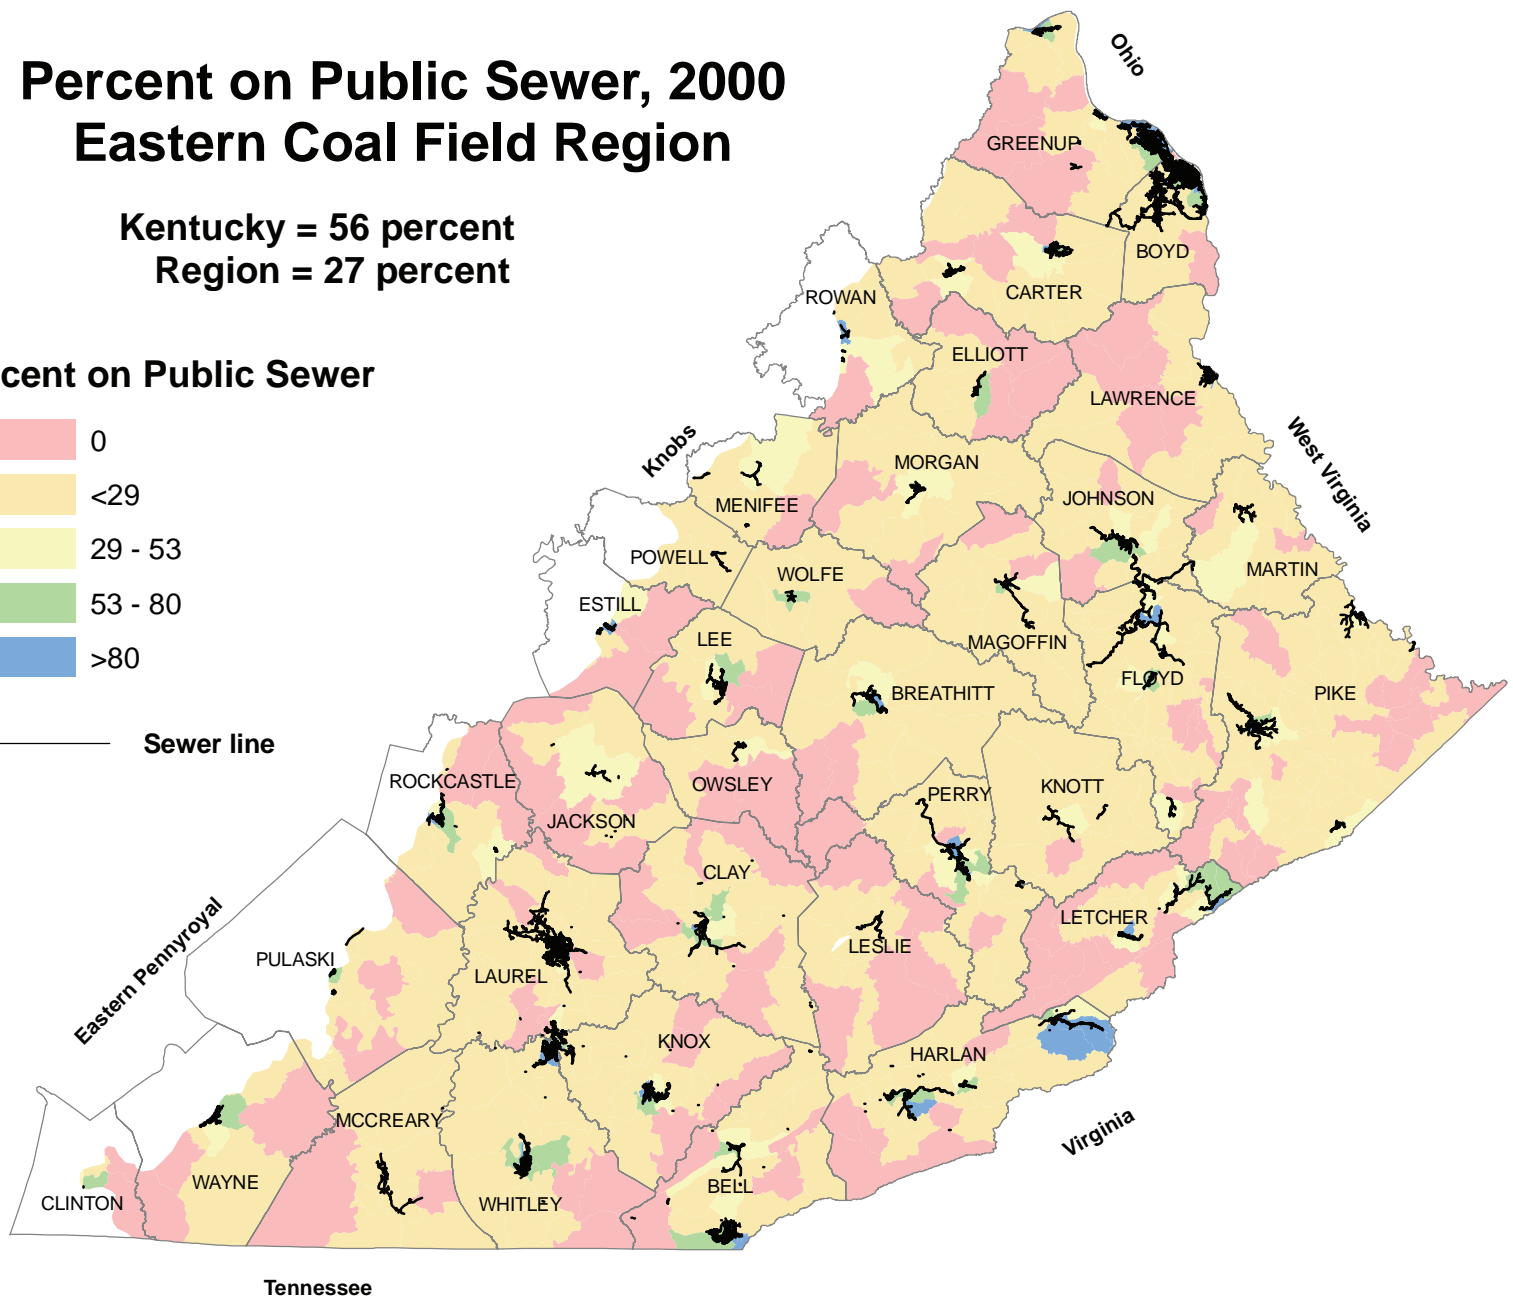 Percent on Public Sewer, 2000
Eastern Coal Field Region
Kentucky = 56 percent
Region = 27 percent
cent on Public Sewer
0
<29
29 - 53
53 - 80
>80
Sewer line
Ohio
GREENUP
BOYD
CARTER
ROWAN
ELLIOTT
LAWRENCE
West Virginia
Knobs
MORGAN
JOHNSON
MENIFEE
MARTIN
POWELL
WOLFE
ESTILL
LEE
MAGOFFIN
FLOYD
BREATHITT
PIKE
ROCKCASTLE
OWSLEY
PERRY
KNOTT
JACKSON
CLAY
LETCHER
LESLIE
Eastern Pennyroyal
PULASKI
LAUREL
KNOX
HARLAN
MCCREARY
Virginia
WAYNE
BELL
CLINTON
WHITLEY
Tennessee